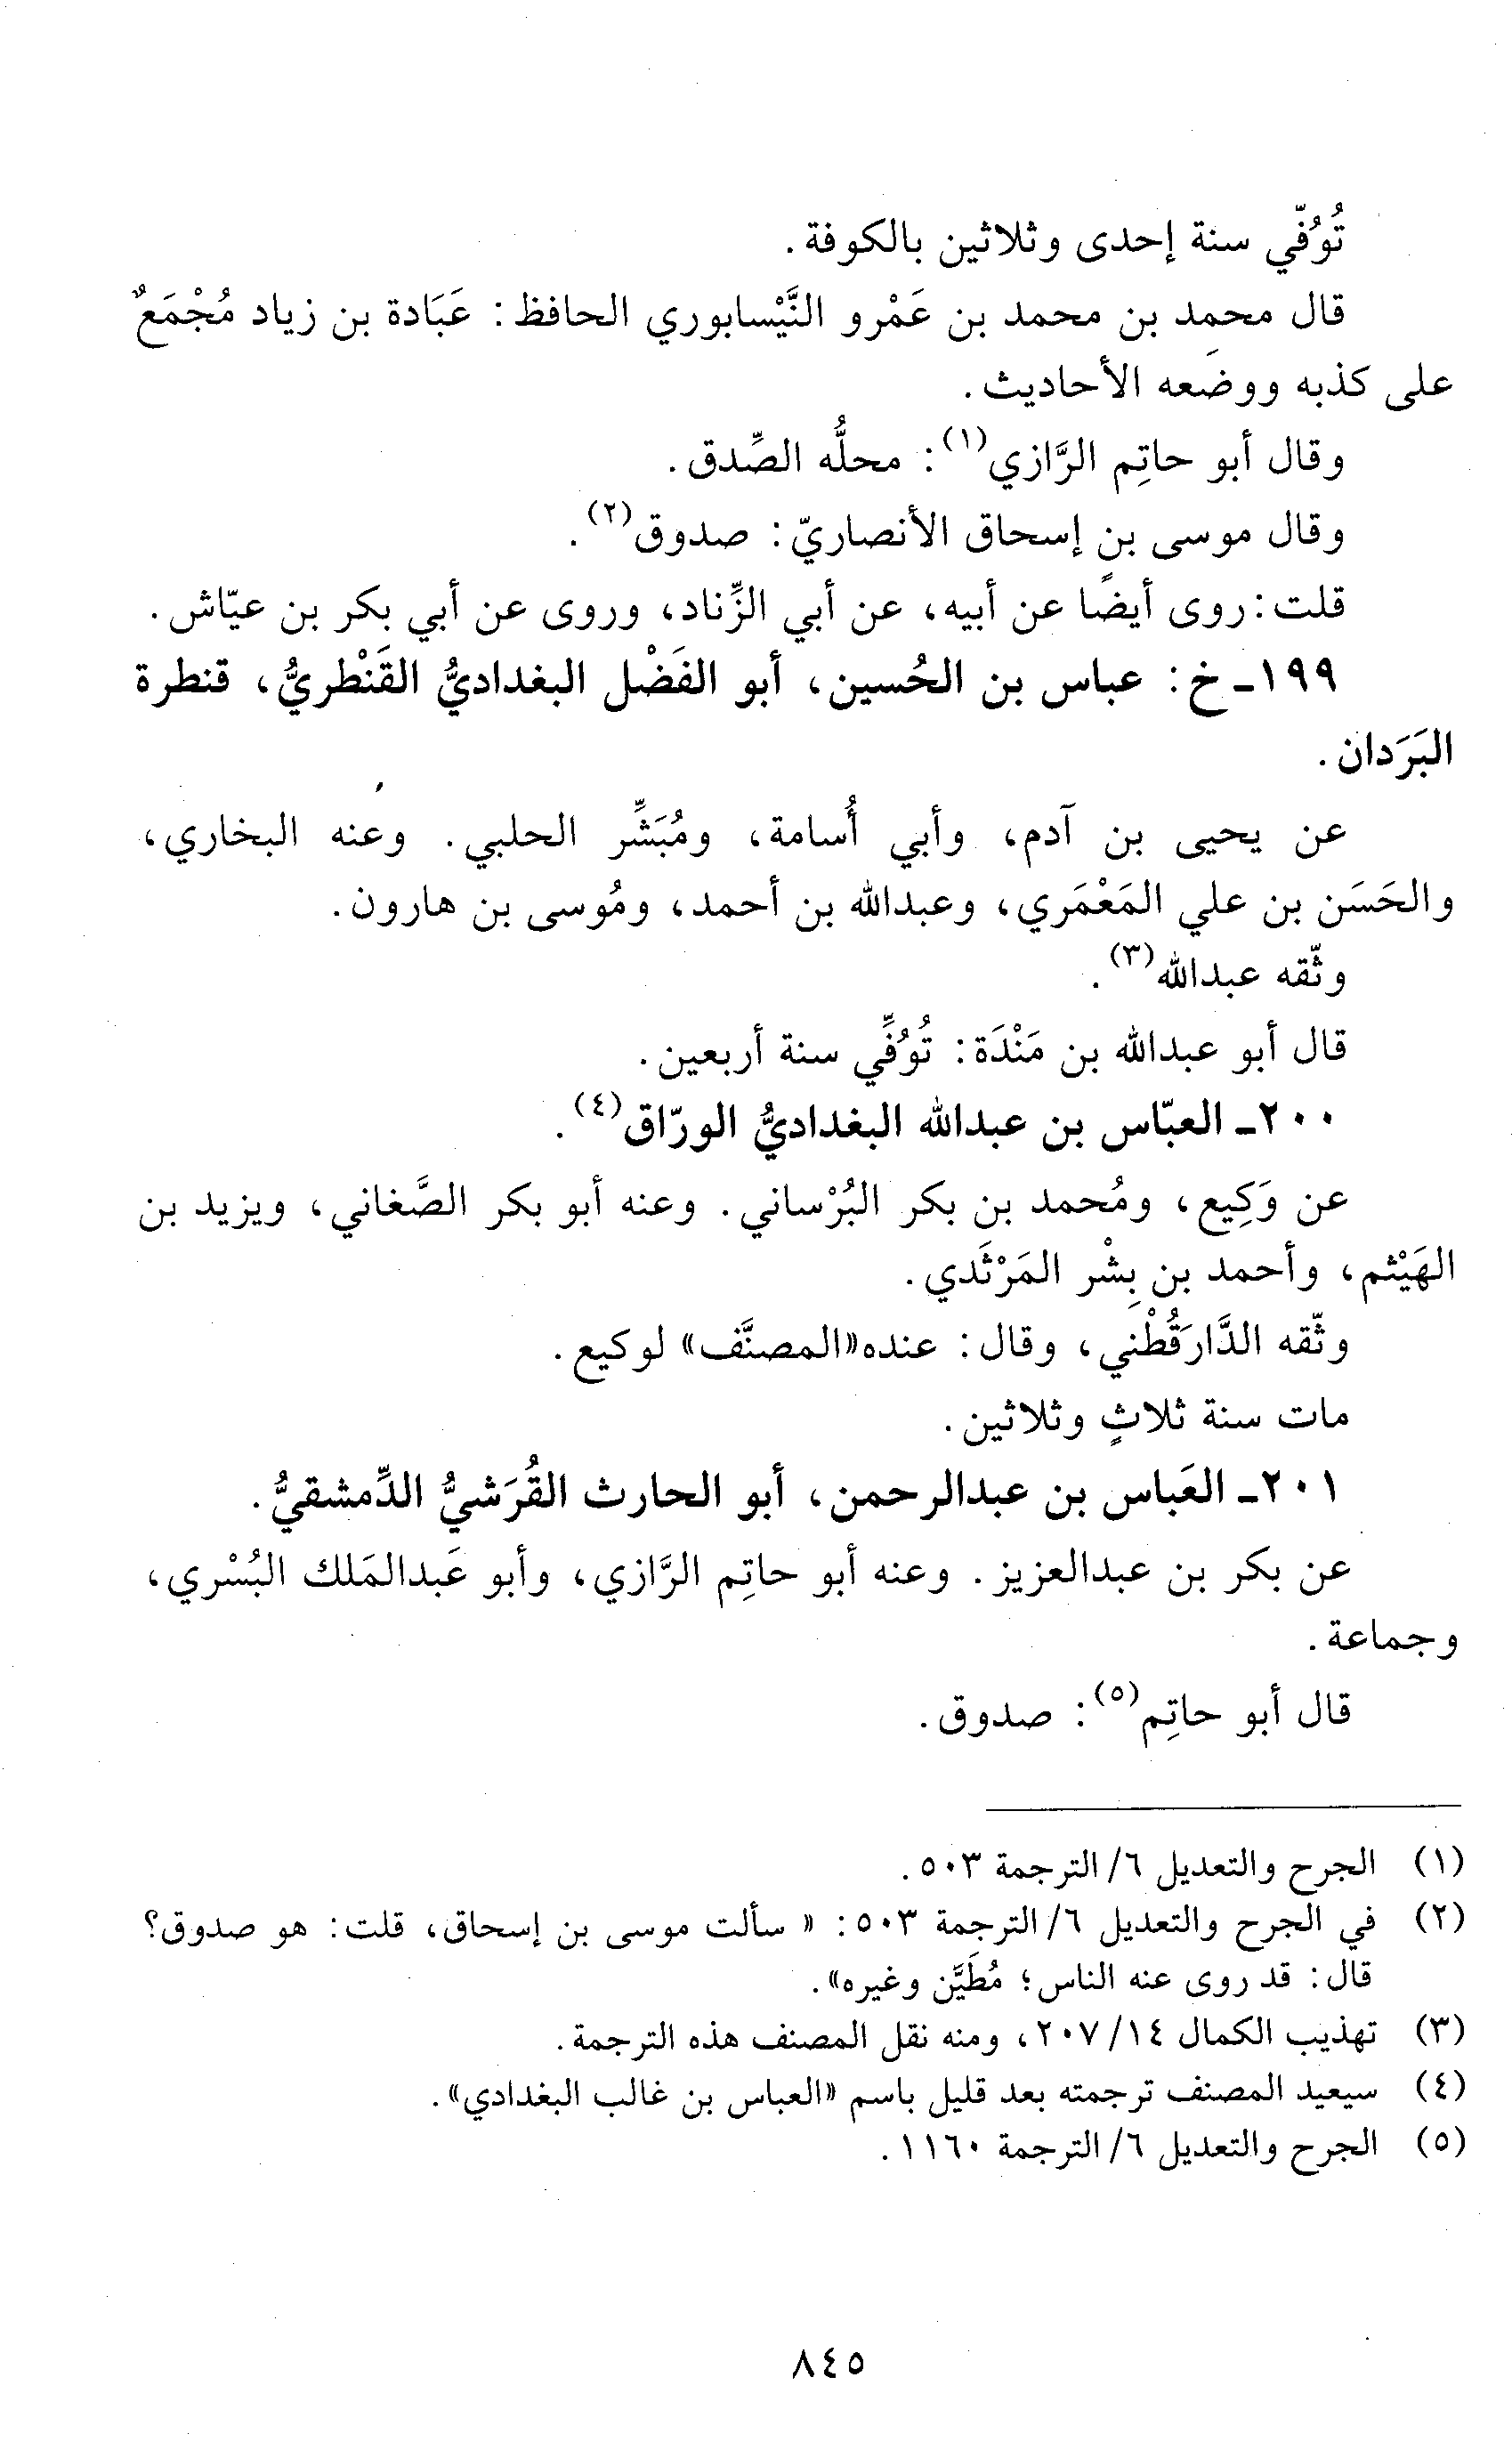 تُوُفّي سنة إحدى وثلاثين بالكوفة.
قال محمد بن محمد بن عَمْرو النَّيْسابوري الحافظ: عَبَادة بن زياد مُجْمَعٌ
على كذبه ووضَعه الأحاديث.
وقال أبو حاتِم الرَّازي(١): محلُّه الصِّدق.
وقال موسى بن إسحاق الأنصاريّ: صدوق(٢).
قلت: روى أيضًا عن أبيه، عن أبي الزِّناد، وروى عن أبي بكر بن عيّاش.
١٩٩- خ: عباس بن الحُسين، أبو الفَضْل البغداديُّ القَنْطريُّ، قنطرة
البَرَدان.
عن يحيى بن آدم، وأبي أُسامة، ومُبَشِّر الحلبي. وعنه البخاري،
والحَسَن بن علي المَعْمَري، وعبدالله بن أحمد، ومُوسى بن هارون.
وثّقه عبدالله(٣).
قال أبو عبدالله بن مَنْدَة: تُوُفِّي سنة أربعين.
٢٠٠- العبّاس بن عبدالله البغداديُّ الورّاق(٤).
عن وَكِيع، ومُحمد بن بكر البُرْساني. وعنه أبو بكر الصَّغاني، ويزيد بن
الهَيْثم، وأحمد بن بِشْر المَرْثَدي.
وثّقه الدَّارَقُطْني، وقال: عنده«المصنَّف» لوكيع.
مات سنة ثلاثٍ وثلاثين.
٢٠١- العَباس بن عبدالرحمن، أبو الحارث القُرَشيُّ الدِّمشقيُّ.
عن بكر بن عبدالعزيز. وعنه أبو حاتِم الرَّازي، وأبو عَبدالمَلك البُسْري،
وجماعة.
قال أبو حاتِم(٥): صدوق.
(١) الجرح والتعديل ٦/ الترجمة ٥٠٣.
(٢) في الجرح والتعديل ٦/ الترجمة ٥٠٣: « سألت موسى بن إسحاق، قلت: هو صدوق؟
قال: قد روى عنه الناس؛ مُطَيَّن وغيره».
(٣) تهذيب الكمال ١٤/ ٢٠٧، ومنه نقل المصنف هذه الترجمة.
(٤) سيعيد المصنف ترجمته بعد قليل باسم «العباس بن غالب البغدادي».
(٥) الجرح والتعديل ٦/ الترجمة ١١٦٠.
٨٤٥